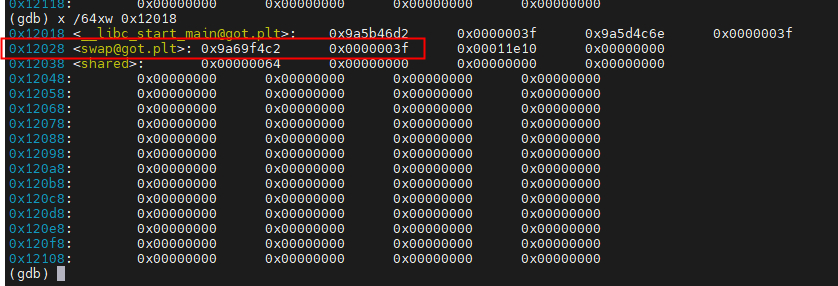 0x12118:        0x00000000      0x00000000      0x00000000      0x00000000
(gdb) x /64xw 0x12018
0x12018 <__libc_start_main@got.plt>:    0x9a5b46d2      0x0000003f      0x9a5d4c6e      0x0000003f
0x12028 <swap@got.plt>: 0x9a69f4c2      0x0000003f      0x00011e10      0x00000000
0x12038 <shared>:       0x00000064      0x00000000      0x00000000      0x00000000
0x12048:        0x00000000      0x00000000      0x00000000      0x00000000
0x12058:        0x00000000      0x00000000      0x00000000      0x00000000
0x12068:        0x00000000      0x00000000      0x00000000      0x00000000
0x12078:        0x00000000      0x00000000      0x00000000      0x00000000
0x12088:        0x00000000      0x00000000      0x00000000      0x00000000
0x12098:        0x00000000      0x00000000      0x00000000      0x00000000
0x120a8:        0x00000000      0x00000000      0x00000000      0x00000000
0x120b8:        0x00000000      0x00000000      0x00000000      0x00000000
0x120c8:        0x00000000      0x00000000      0x00000000      0x00000000
0x120d8:        0x00000000      0x00000000      0x00000000      0x00000000
0x120e8:        0x00000000      0x00000000      0x00000000      0x00000000
0x120f8:        0x00000000      0x00000000      0x00000000      0x00000000
0x12108:        0x00000000      0x00000000      0x00000000      0x00000000
(gdb)